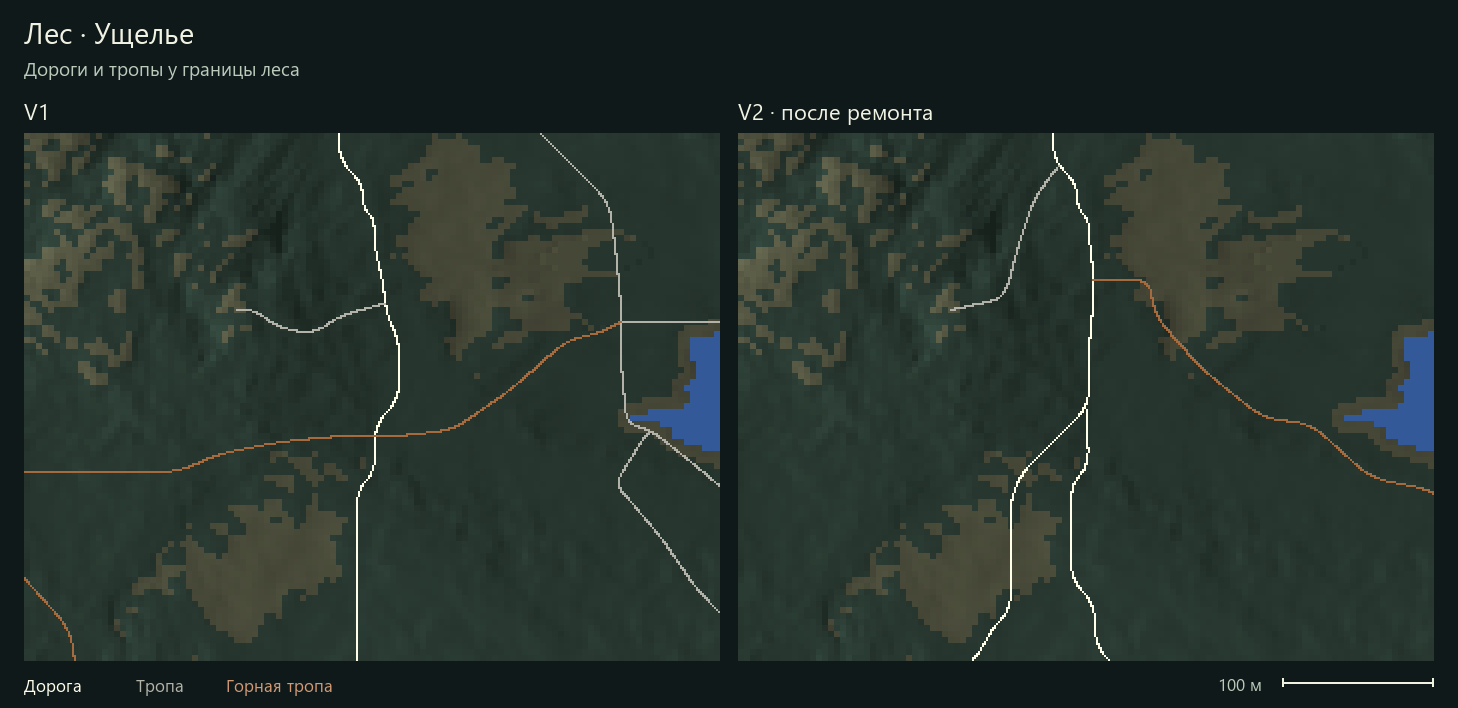 Лес · Ущелье
Дороги и тропы у границы леса
V1
V2 · после ремонта
Дорога
Тропа
Горная тропа
100 м